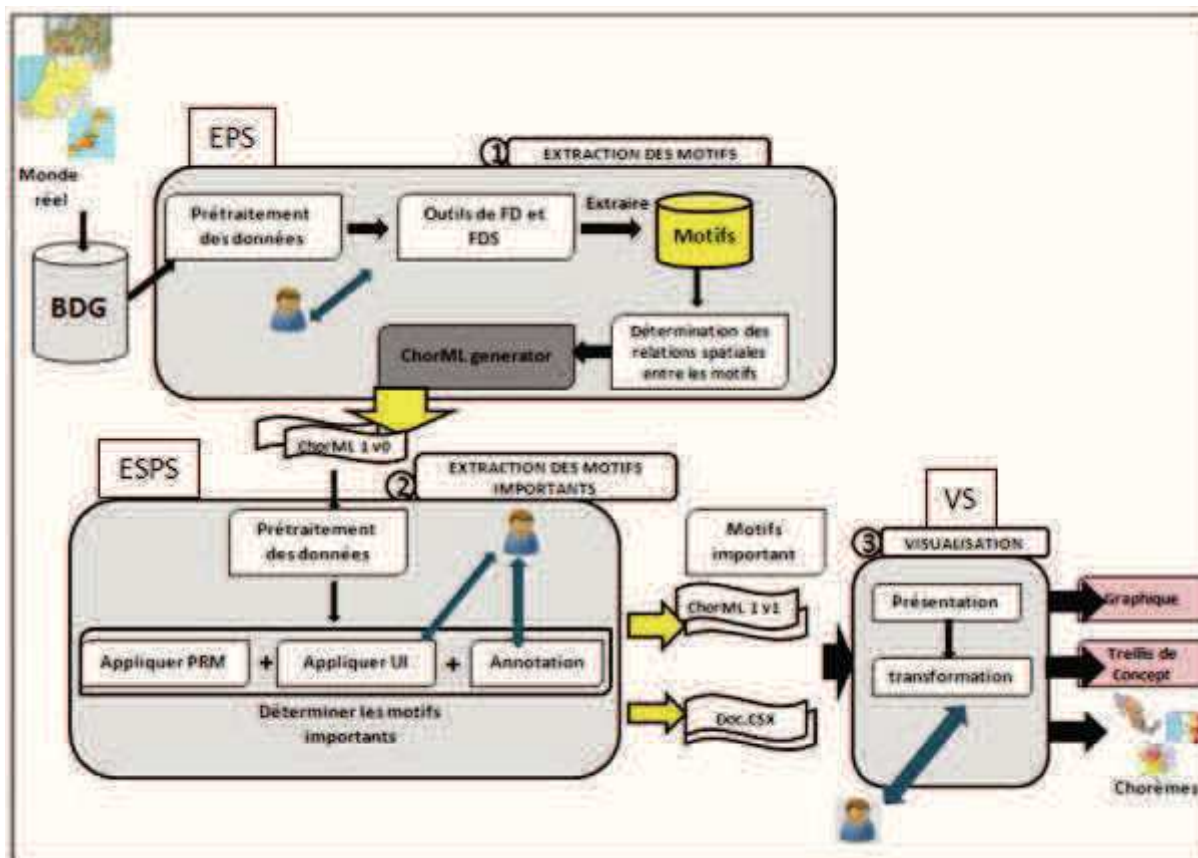 EPS
① EXTRACTION DES MOTIFS
Monde
réel
BDG
Prétraitement
des données
Outils de FD et
FDS
Extraire
Motifs
Détermination des
relations spatiales
entre les motifs
ChorML generator
ChorML 1 v0
ESPS
② EXTRACTION DES MOTIFS
IMPORTANTS
Prétraitement
des données
Appliquer PRM + Appliquer UI + Annotation
Déterminer les motifs
importants
Motifs
important
ChorML 1 v1
Doc.CSX
VS
③ VISUALISATION
Présentation
transformation
Graphique
Treillis de
Concept
Chorèmes